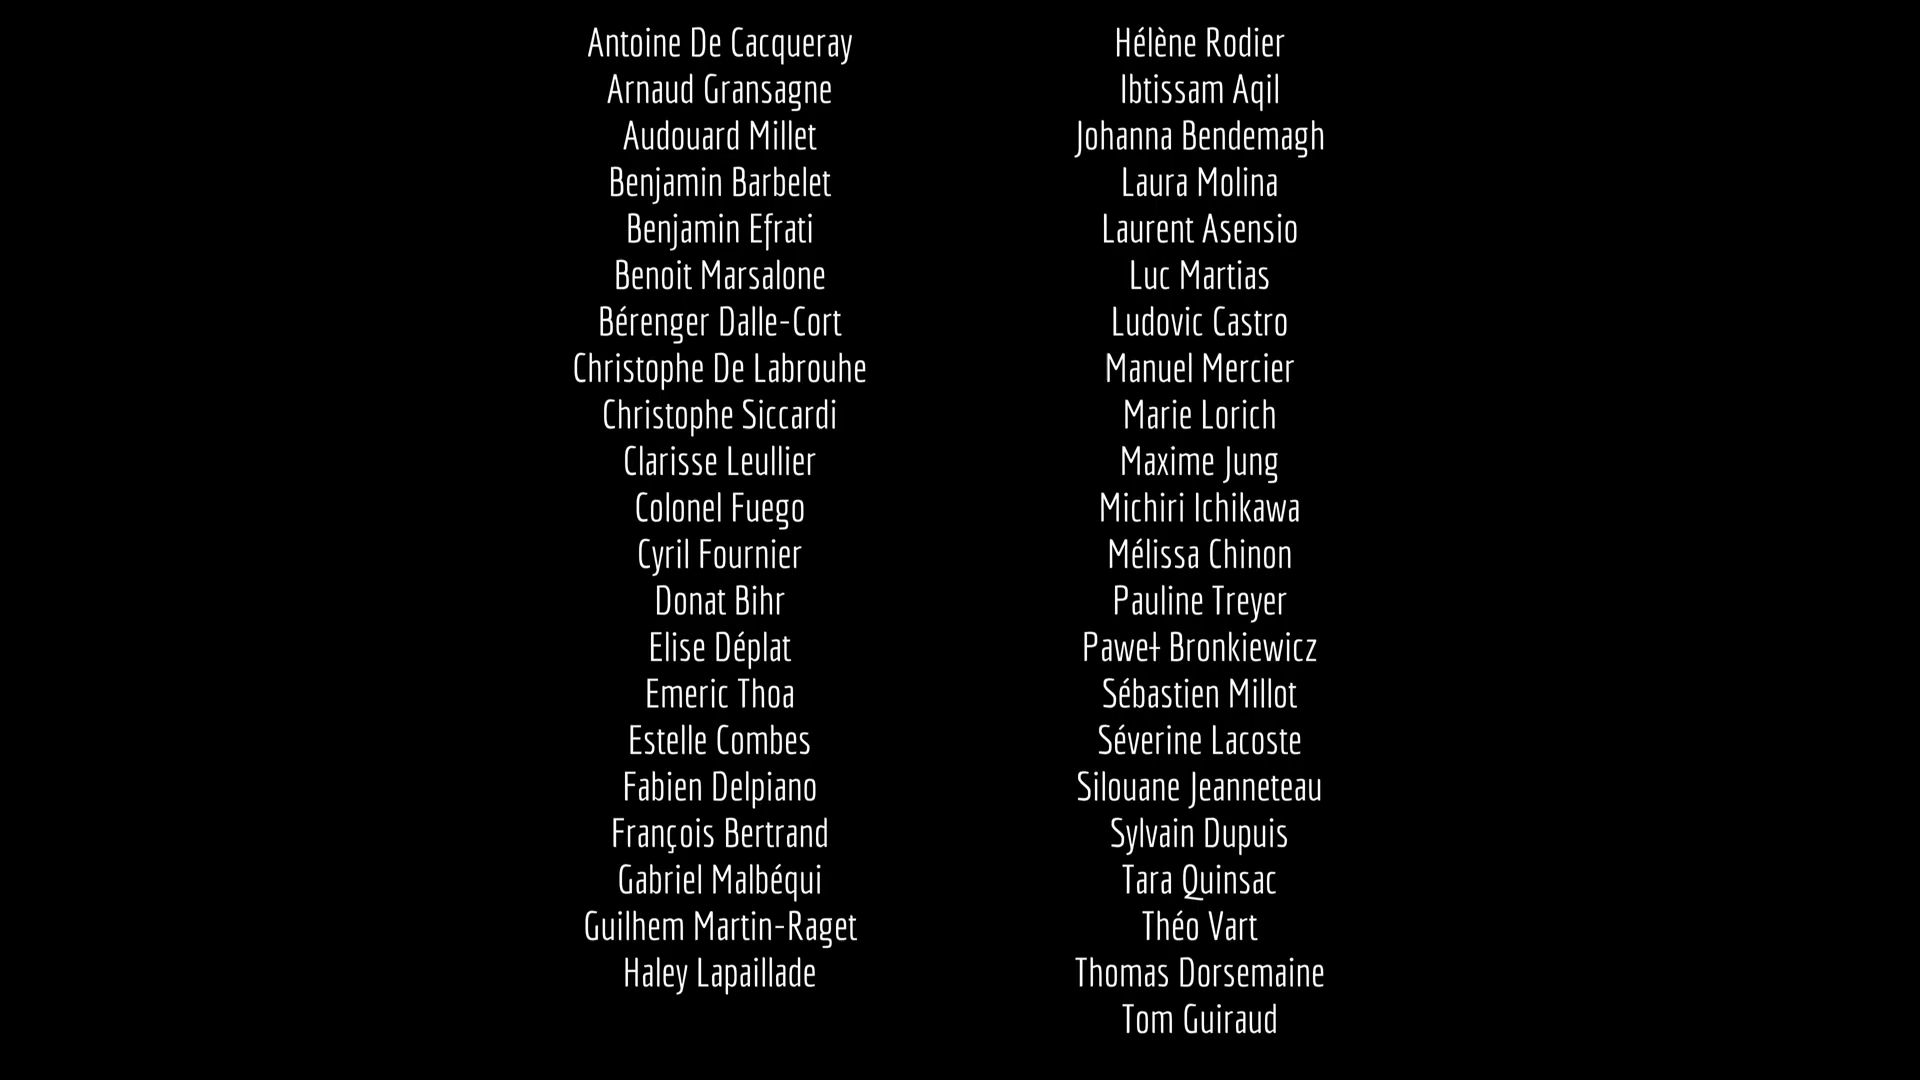 Antoine De Cacqueray
Arnaud Gransagne
Audouard Millet
Benjamin Barbelet
Benjamin Efrati
Benoit Marsalone
Bérenger Dalle-Cort
Christophe De Labrouhe
Christophe Siccardi
Clarisse Leullier
Colonel Fuego
Cyril Fournier
Donat Bihr
Elise Déplat
Emeric Thoa
Estelle Combes
Fabien Delpiano
François Bertrand
Gabriel Malbéqui
Guilhem Martin-Raget
Haley Lapaillade
Hélène Rodier
Ibtissam Aqil
Johanna Bendemagh
Laura Molina
Laurent Asensio
Luc Martias
Ludovic Castro
Manuel Mercier
Marie Lorich
Maxime Jung
Michiri Ichikawa
Mélissa Chinon
Pauline Treyer
Paweł Bronkiewicz
Sébastien Millot
Séverine Lacoste
Silouane Jeanneteau
Sylvain Dupuis
Tara Quinsac
Théo Vart
Thomas Dorsemaine
Tom Guiraud